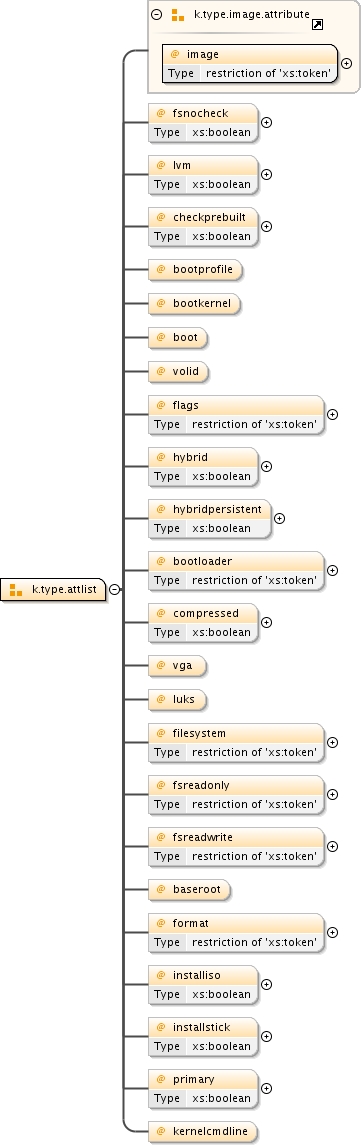 k.type.image.attribute
@ image
Type restriction of 'xs:token'
@ fsnocheck
Type xs:boolean
@ lvm
Type xs:boolean
@ checkprebuilt
Type xs:boolean
@ bootprofile
@ bootkernel
@ boot
@ volid
@ flags
Type restriction of 'xs:token'
@ hybrid
Type xs:boolean
@ hybridpersistent
Type xs:boolean
@ bootloader
Type restriction of 'xs:token'
k.type.attlist
@ compressed
Type xs:boolean
@ vga
@ luks
@ filesystem
Type restriction of 'xs:token'
@ fsreadonly
Type restriction of 'xs:token'
@ fsreadwrite
Type restriction of 'xs:token'
@ baseroot
@ format
Type restriction of 'xs:token'
@ installiso
Type xs:boolean
@ installstick
Type xs:boolean
@ primary
Type xs:boolean
@ kernelcmdline